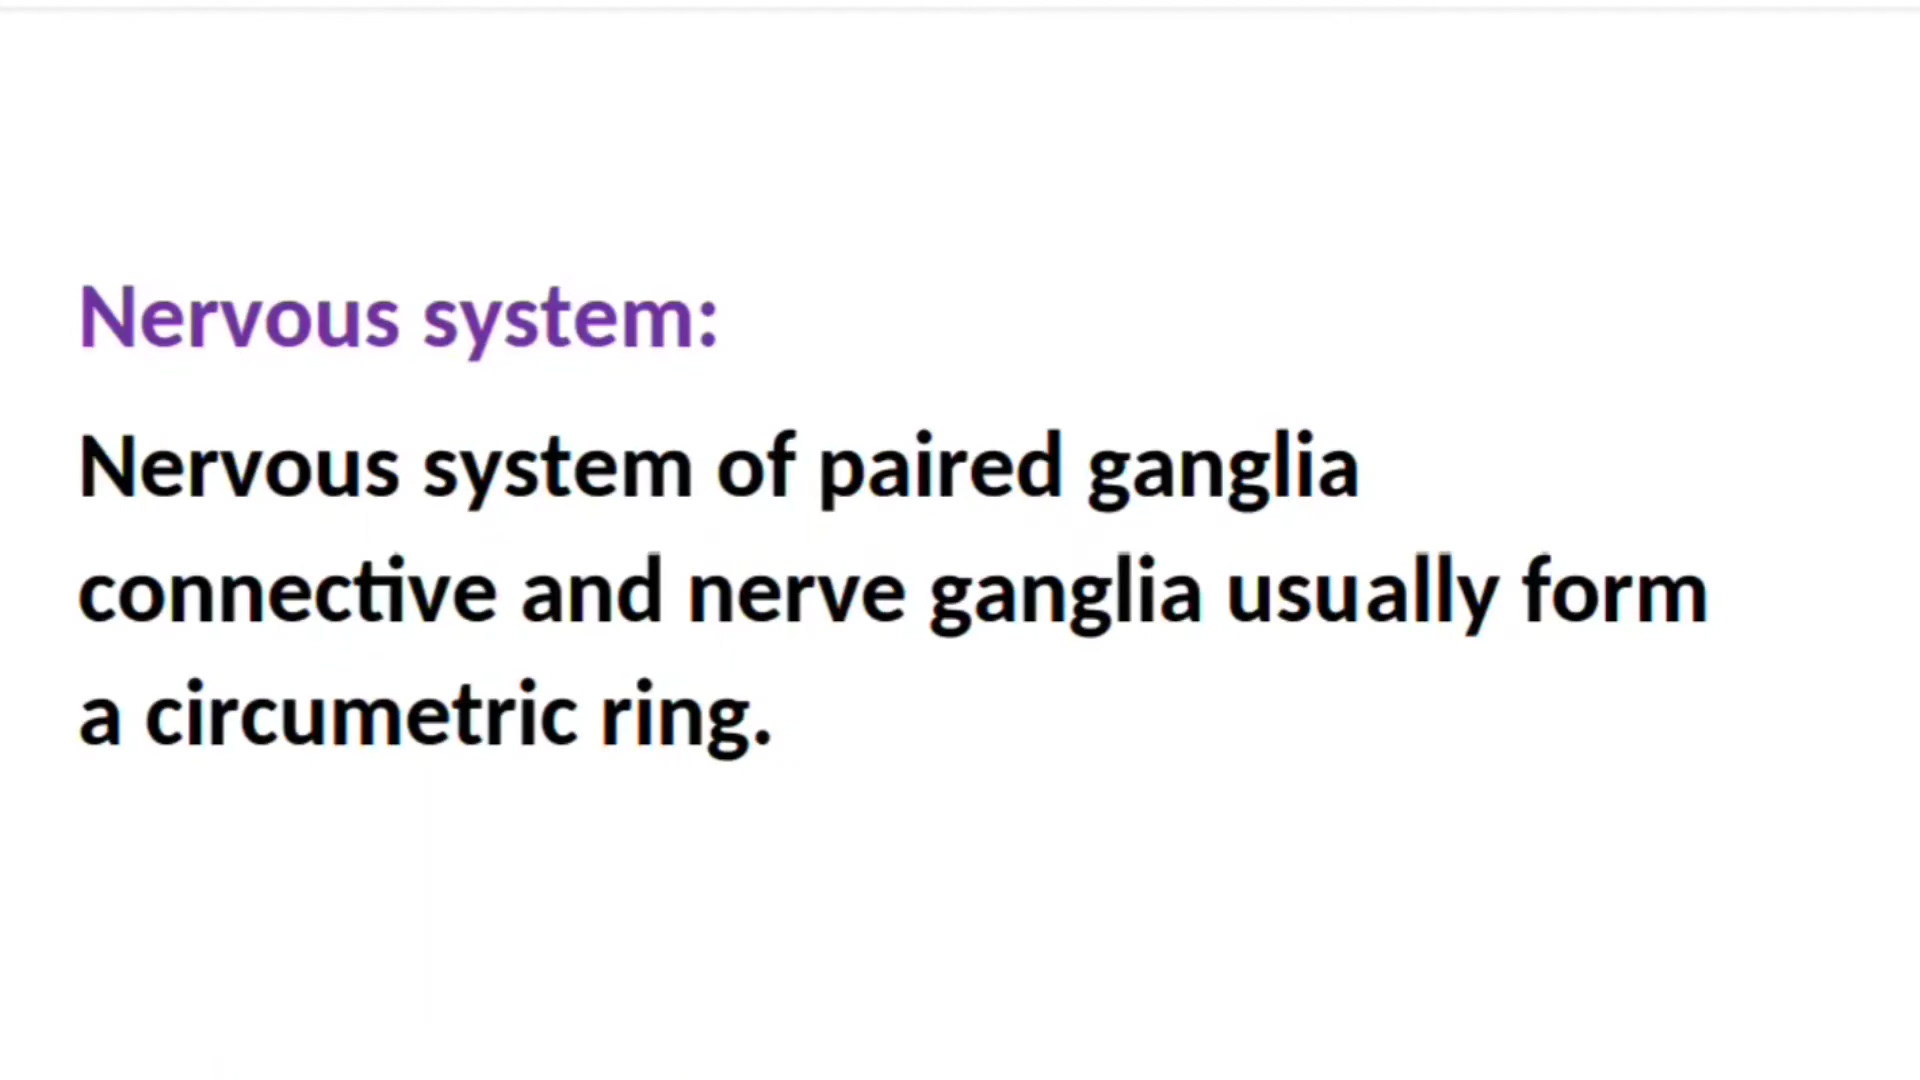 Nervous system:
Nervous system of paired ganglia
connective and nerve ganglia usually form
a circumetric ring.